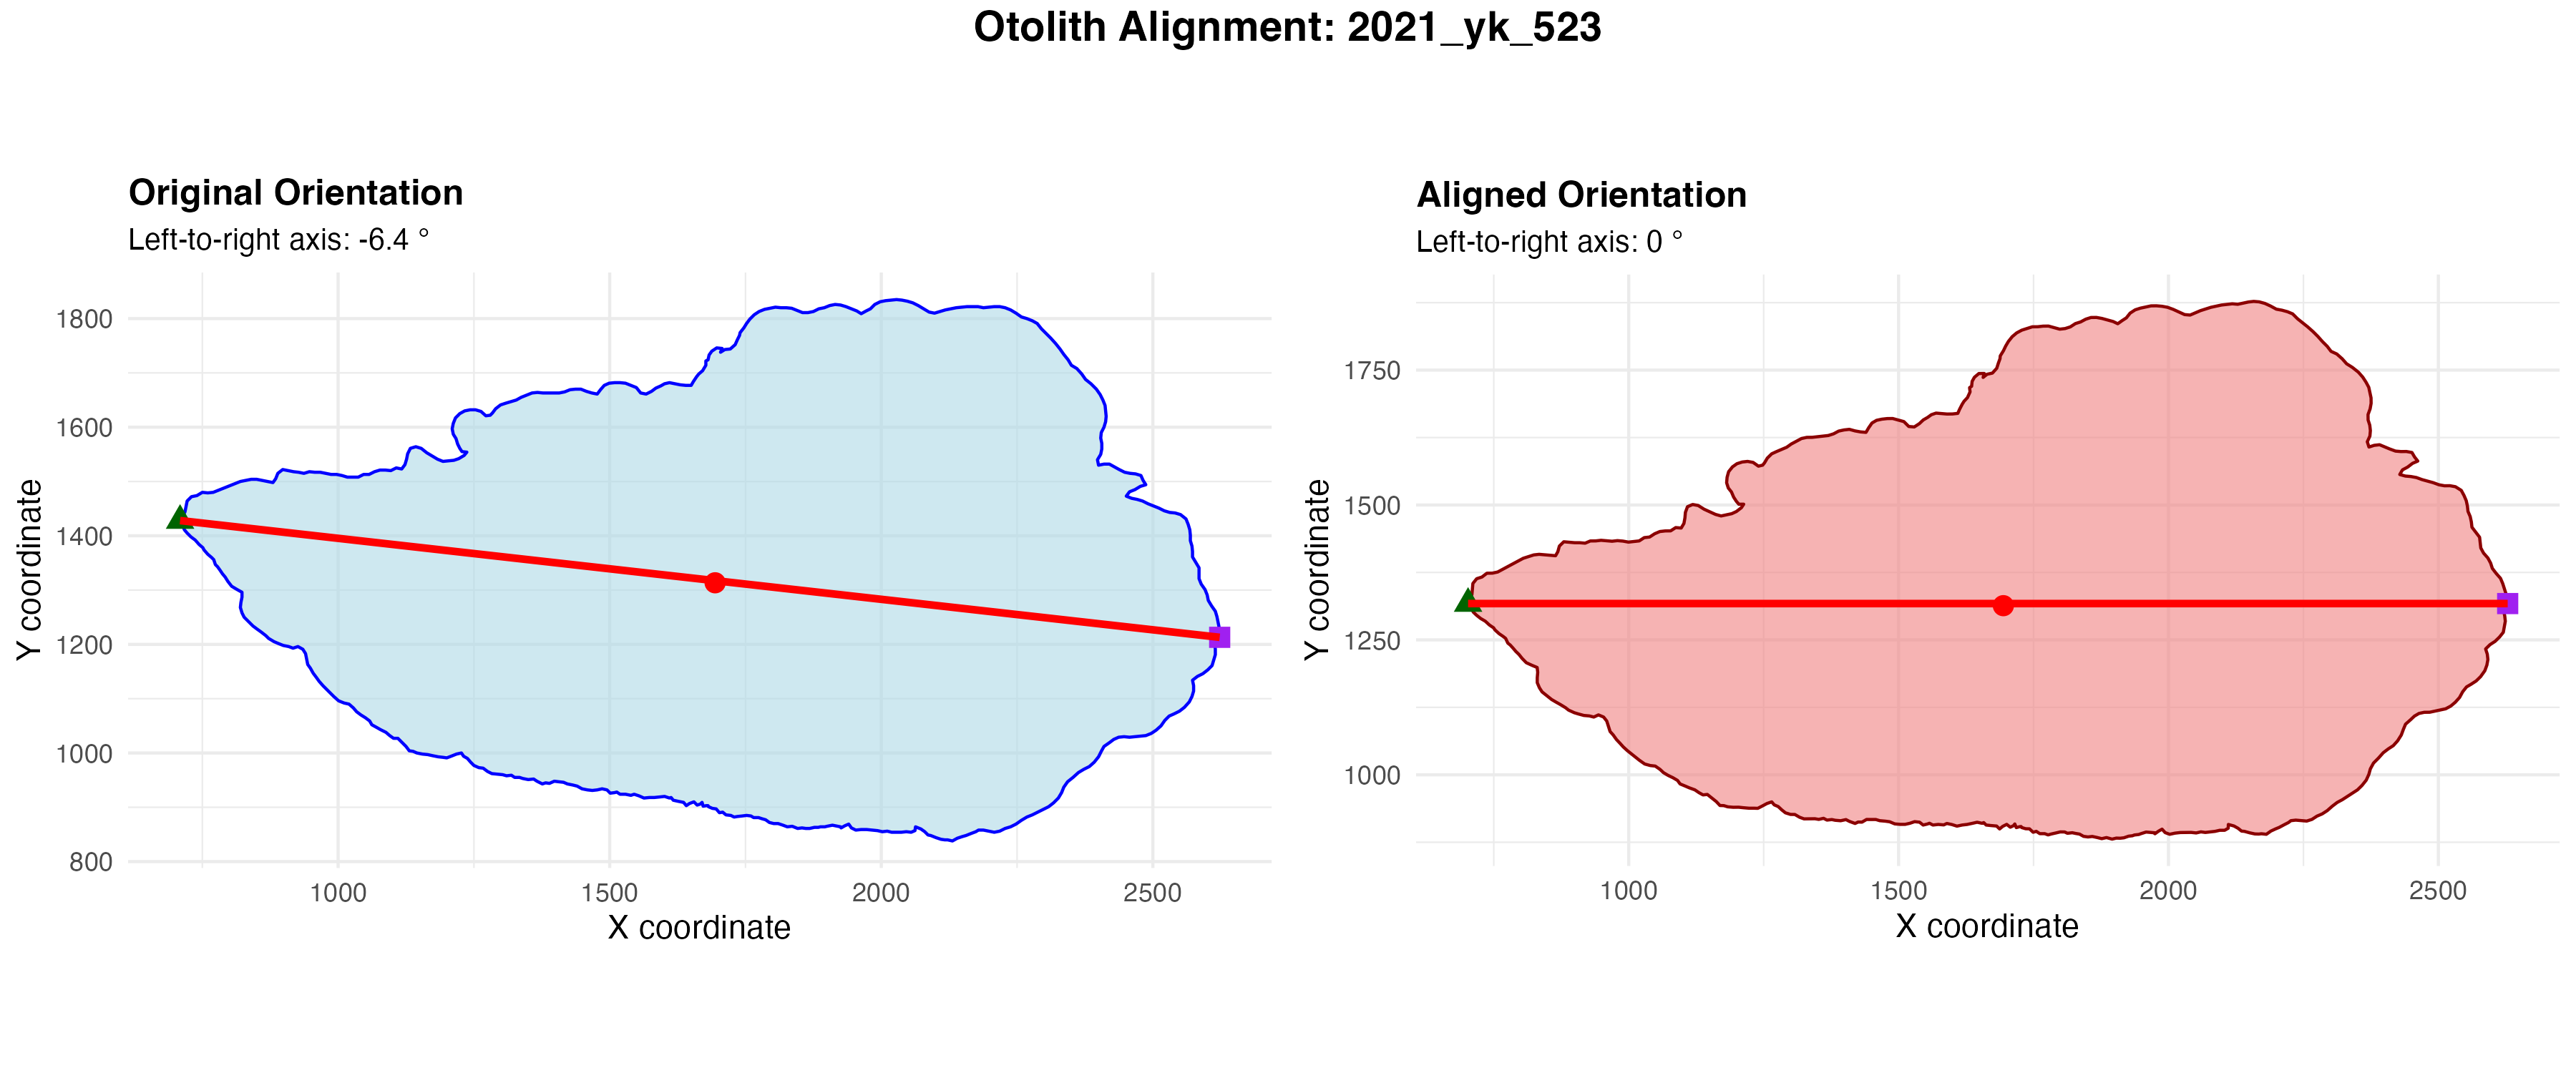 Otolith Alignment: 2021_yk_523
Original Orientation
Left-to-right axis: -6.4 °
1800
1600
1400
1200
1000
800
Y coordinate
1000 1500 2000 2500
X coordinate
Aligned Orientation
Left-to-right axis: 0 °
1750
1500
1250
1000
Y coordinate
1000 1500 2000 2500
X coordinate